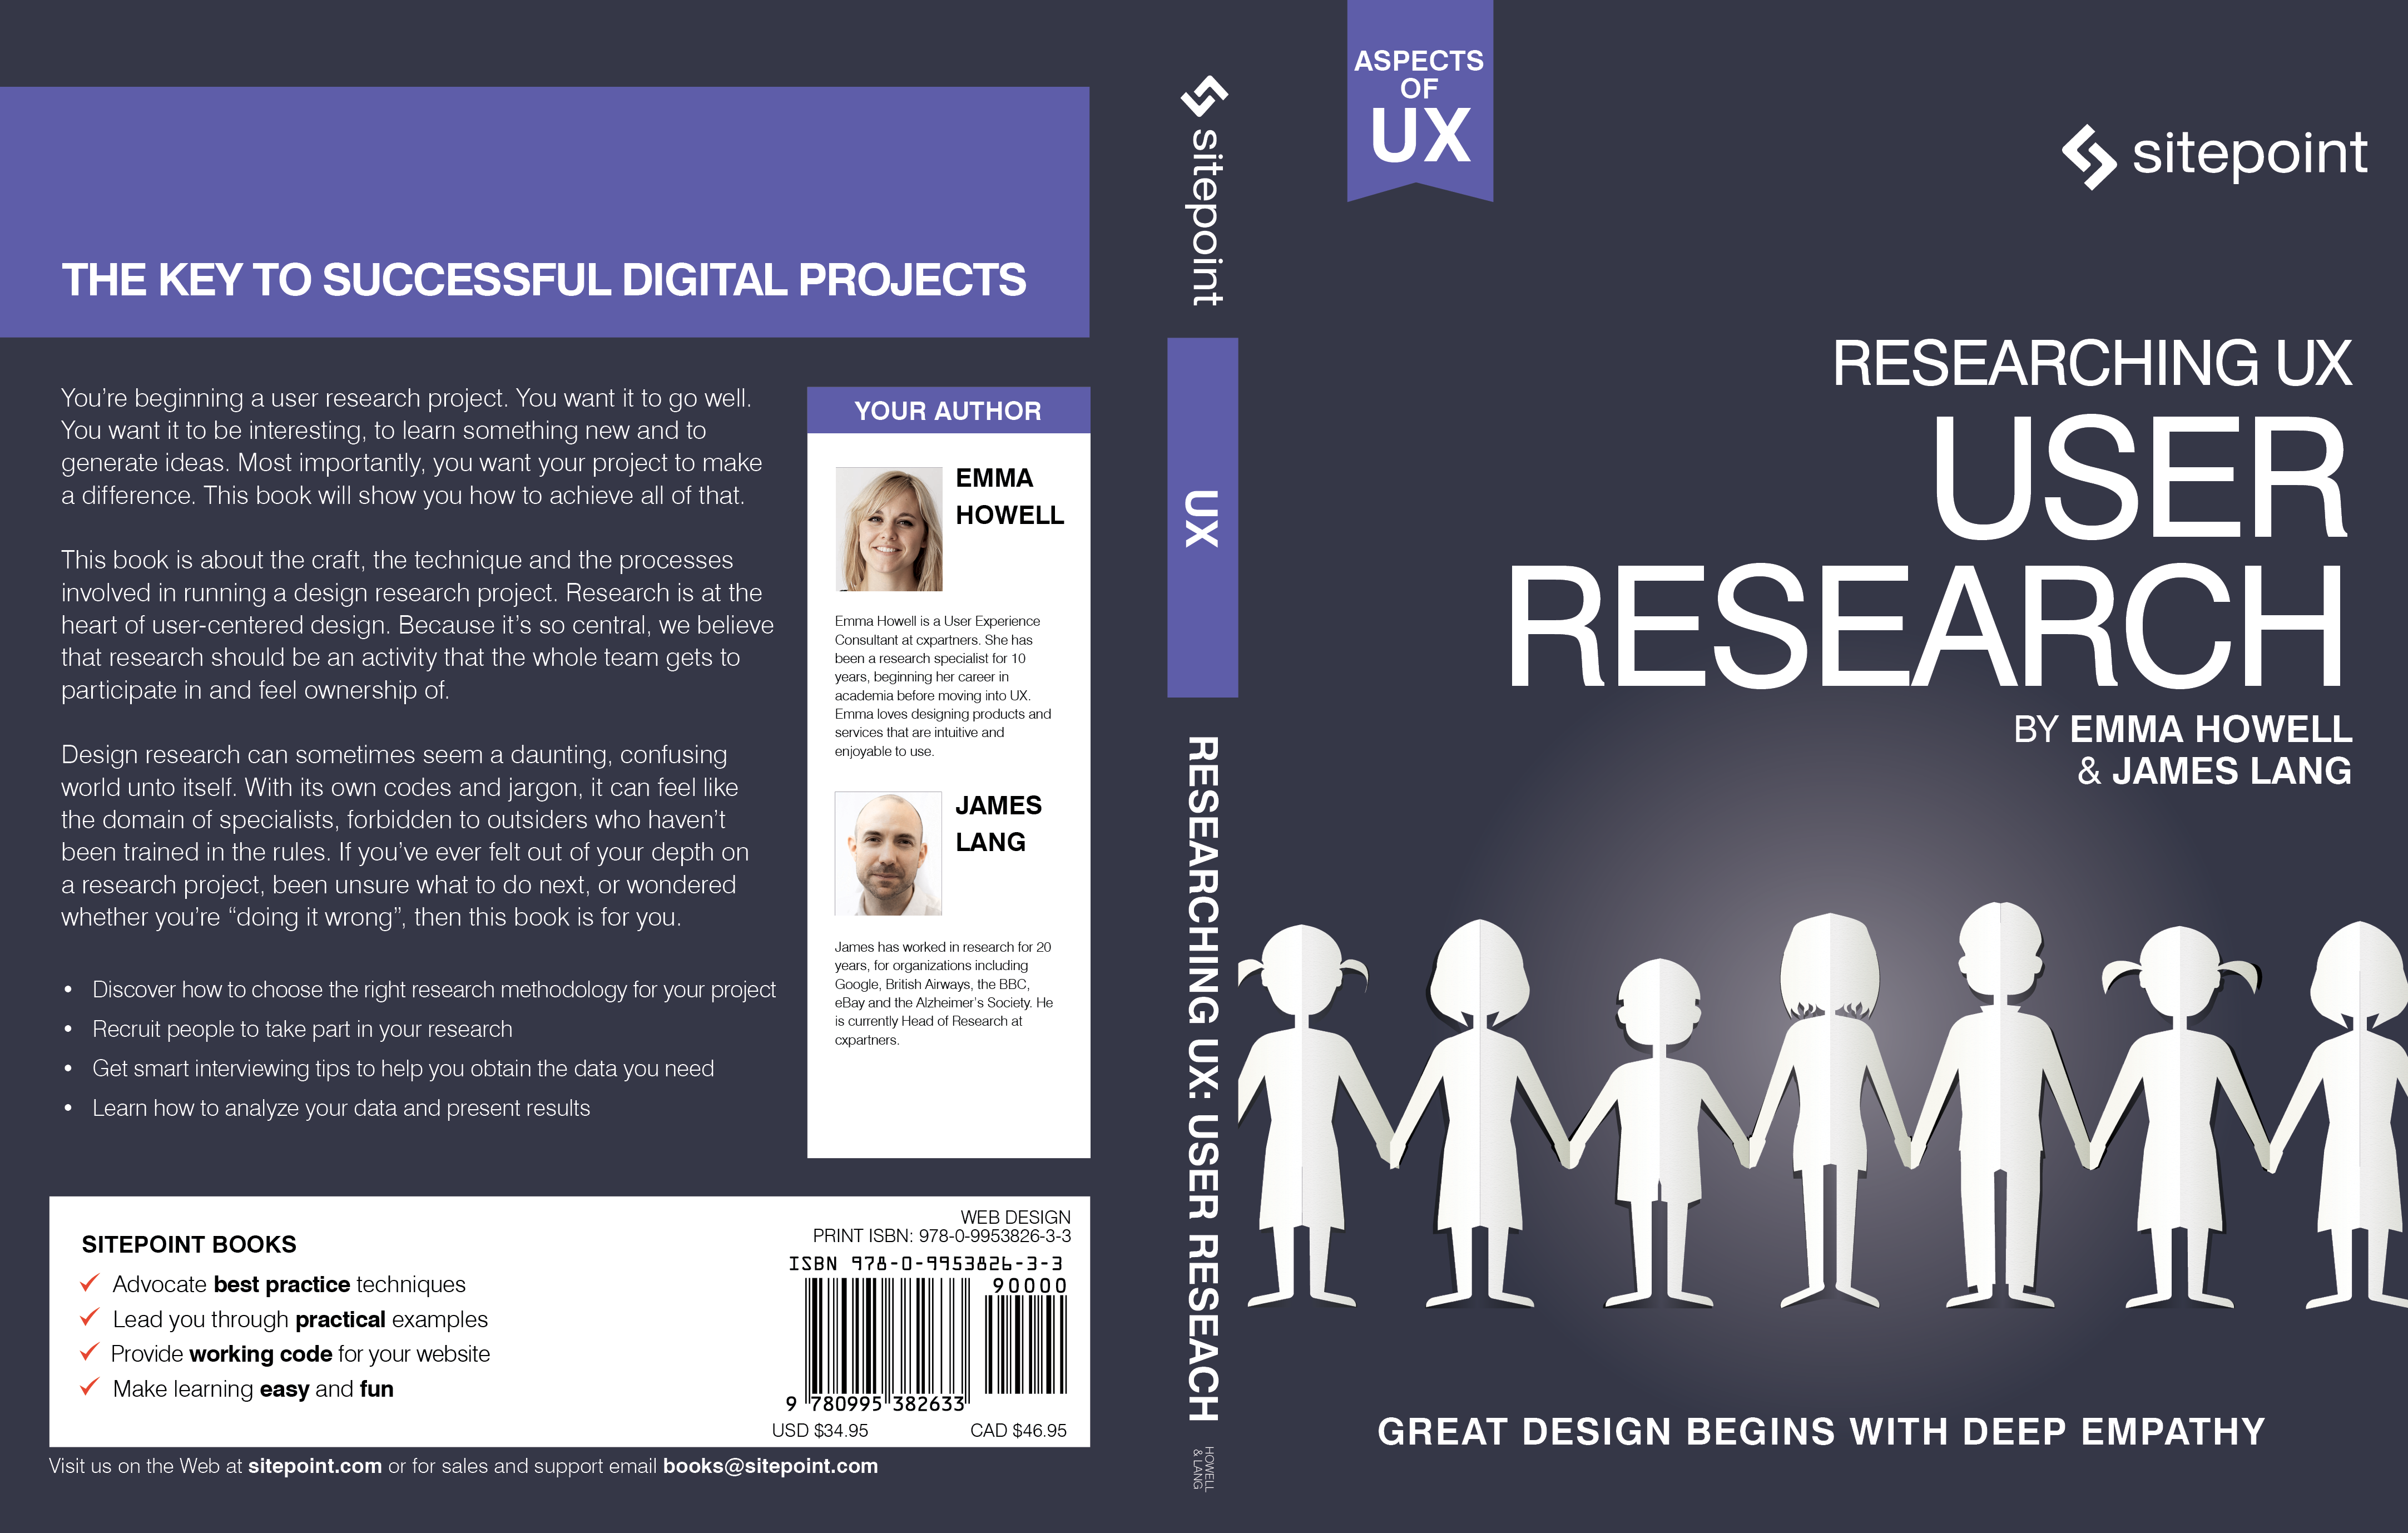 THE KEY TO SUCCESSFUL DIGITAL PROJECTS
You’re beginning a user research project. You want it to go well.
You want it to be interesting, to learn something new and to
generate ideas. Most importantly, you want your project to make
a difference. This book will show you how to achieve all of that.
This book is about the craft, the technique and the processes
involved in running a design research project. Research is at the
heart of user-centered design. Because it’s so central, we believe
that research should be an activity that the whole team gets to
participate in and feel ownership of.
Design research can sometimes seem a daunting, confusing
world unto itself. With its own codes and jargon, it can feel like
the domain of specialists, forbidden to outsiders who haven’t
been trained in the rules. If you’ve ever felt out of your depth on
a research project, been unsure what to do next, or wondered
whether you’re “doing it wrong”, then this book is for you.
• Discover how to choose the right research methodology for your project
• Recruit people to take part in your research
• Get smart interviewing tips to help you obtain the data you need
• Learn how to analyze your data and present results
YOUR AUTHOR
EMMA
HOWELL
Emma Howell is a User Experience
Consultant at cxpartners. She has
been a research specialist for 10
years, beginning her career in
academia before moving into UX.
Emma loves designing products and
services that are intuitive and
enjoyable to use.
JAMES
LANG
James has worked in research for 20
years, for organizations including
Google, British Airways, the BBC,
eBay and the Alzheimer’s Society. He
is currently Head of Research at
cxpartners.
SITEPOINT BOOKS
Advocate best practice techniques
Lead you through practical examples
Provide working code for your website
Make learning easy and fun
WEB DESIGN
PRINT ISBN: 978-0-9953826-3-3
ISBN 978-0-9953826-3-3
90000
9 780995 382633
USD $34.95 CAD $46.95
Visit us on the Web at sitepoint.com or for sales and support email books@sitepoint.com
sitepoint
UX
RESEARCHING UX: USER RESEACH
HOWELL
& LANG
ASPECTS
OF
UX
sitepoint
RESEARCHING UX
USER
RESEARCH
BY EMMA HOWELL
& JAMES LANG
GREAT DESIGN BEGINS WITH DEEP EMPATHY